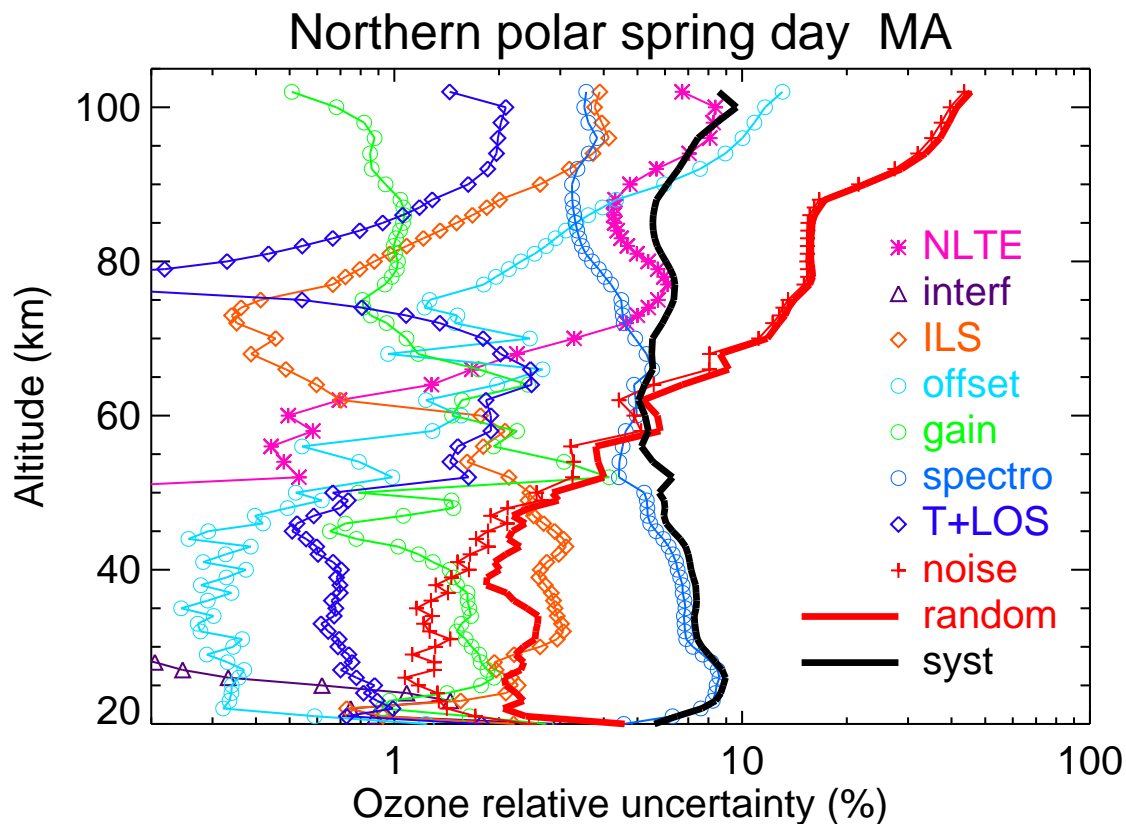 Northern polar spring day MA
Altitude (km)
100
80
60
40
20
NLTE
interf
ILS
offset
gain
spectro
T+LOS
noise
random
syst
1
10
100
Ozone relative uncertainty (%)